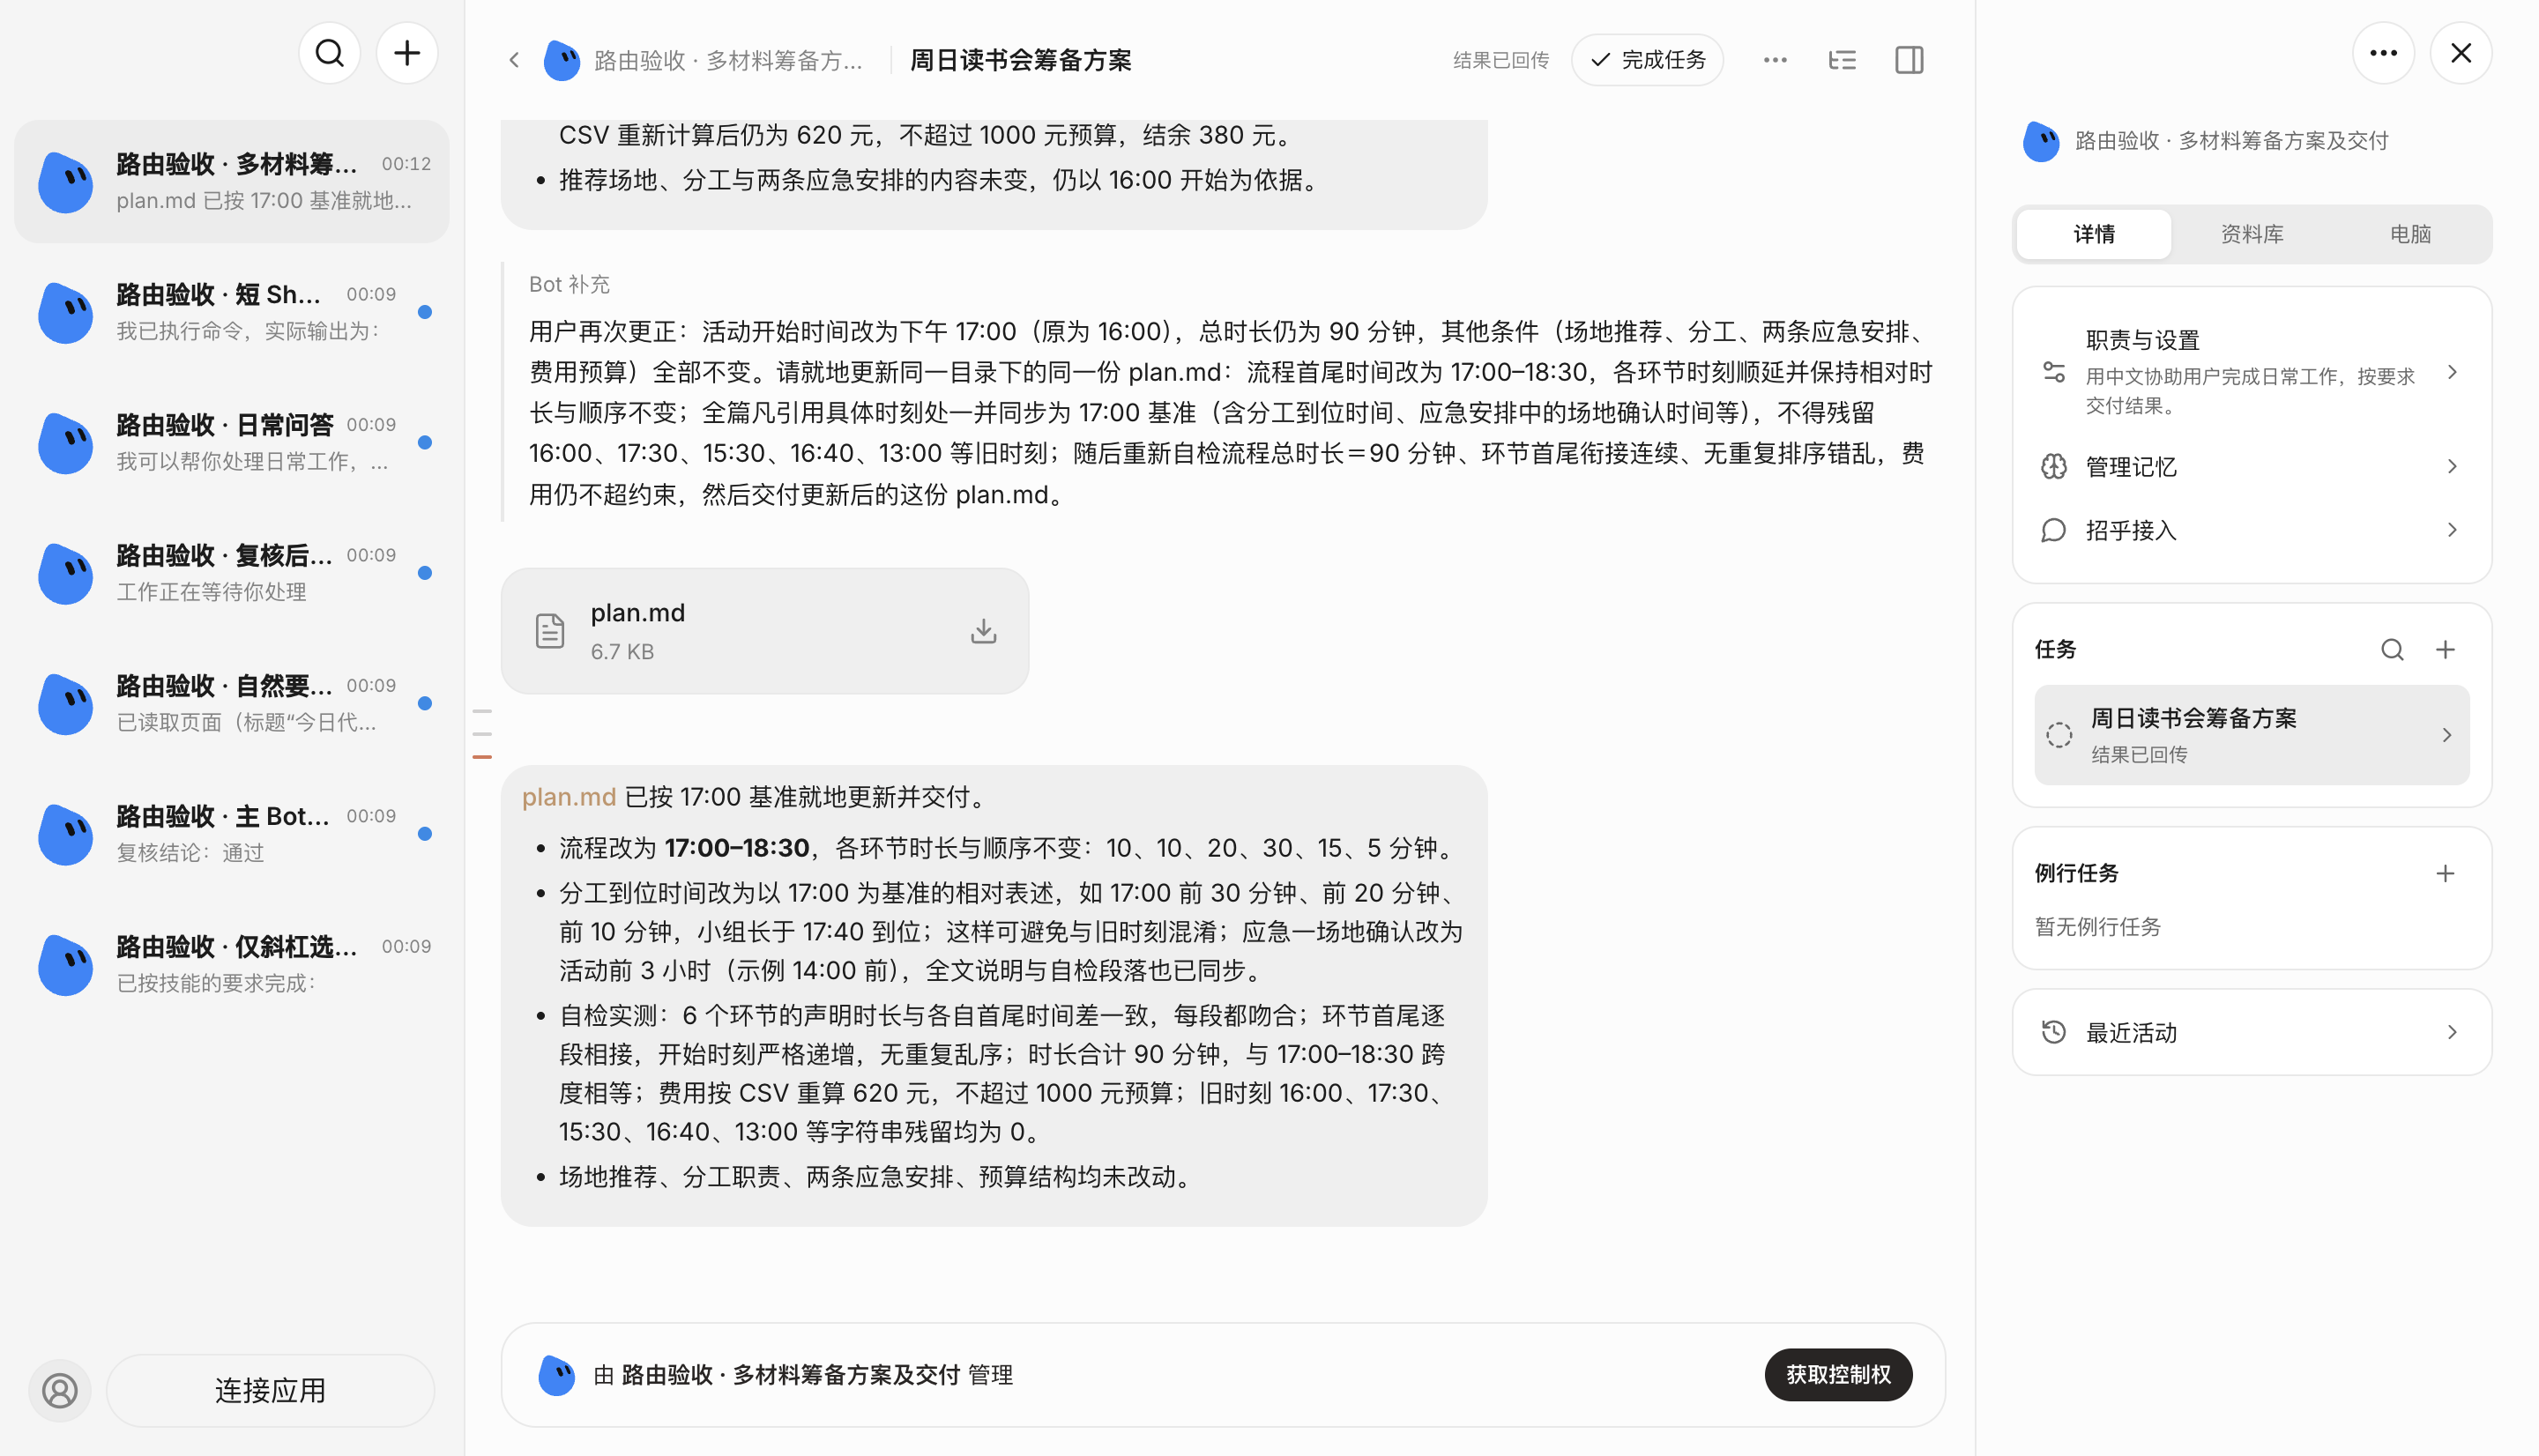 路由验收 · 多材料筹... 00:12
plan.md 已按 17:00 基准就地...
路由验收 · 短 Sh... 00:09
我已执行命令，实际输出为：
路由验收 · 日常问答 00:09
我可以帮你处理日常工作，...
路由验收 · 复核后... 00:09
工作正在等待你处理
路由验收 · 自然要... 00:09
已读取页面（标题“今日代...
路由验收 · 主 Bot... 00:09
复核结论：通过
路由验收 · 仅斜杠选... 00:09
已按技能的要求完成：
连接应用
路由验收 · 多材料筹备方... 周日读书会筹备方案
结果已回传 完成任务
CSV 重新计算后仍为 620 元，不超过 1000 元预算，结余 380 元。
• 推荐场地、分工与两条应急安排的内容未变，仍以 16:00 开始为依据。
Bot 补充
用户再次更正：活动开始时间改为下午 17:00（原为 16:00），总时长仍为 90 分钟，其他条件（场地推荐、分工、两条应急安排、
费用预算）全部不变。请就地更新同一目录下的同一份 plan.md：流程首尾时间改为 17:00–18:30，各环节时刻顺延并保持相对时
长与顺序不变；全篇凡引用具体时刻处一并同步为 17:00 基准（含分工到位时间、应急安排中的场地确认时间等），不得残留
16:00、17:30、15:30、16:40、13:00 等旧时刻；随后重新自检流程总时长＝90 分钟、环节首尾衔接连续、无重复排序错乱，费
用仍不超约束，然后交付更新后的这份 plan.md。
plan.md
6.7 KB
plan.md 已按 17:00 基准就地更新并交付。
• 流程改为 17:00–18:30，各环节时长与顺序不变：10、10、20、30、15、5 分钟。
• 分工到位时间改为以 17:00 为基准的相对表述，如 17:00 前 30 分钟、前 20 分钟、
前 10 分钟，小组长于 17:40 到位；这样可避免与旧时刻混淆；应急一场地确认改为
活动前 3 小时（示例 14:00 前），全文说明与自检段落也已同步。
• 自检实测：6 个环节的声明时长与各自首尾时间差一致，每段都吻合；环节首尾逐
段相接，开始时刻严格递增，无重复乱序；时长合计 90 分钟，与 17:00–18:30 跨
度相等；费用按 CSV 重算 620 元，不超过 1000 元预算；旧时刻 16:00、17:30、
15:30、16:40、13:00 等字符串残留均为 0。
• 场地推荐、分工职责、两条应急安排、预算结构均未改动。
由 路由验收 · 多材料筹备方案及交付 管理
获取控制权
路由验收 · 多材料筹备方案及交付
详情 资料库 电脑
职责与设置
用中文协助用户完成日常工作，按要求
交付结果。
管理记忆
招乎接入
任务
周日读书会筹备方案
结果已回传
例行任务
暂无例行任务
最近活动